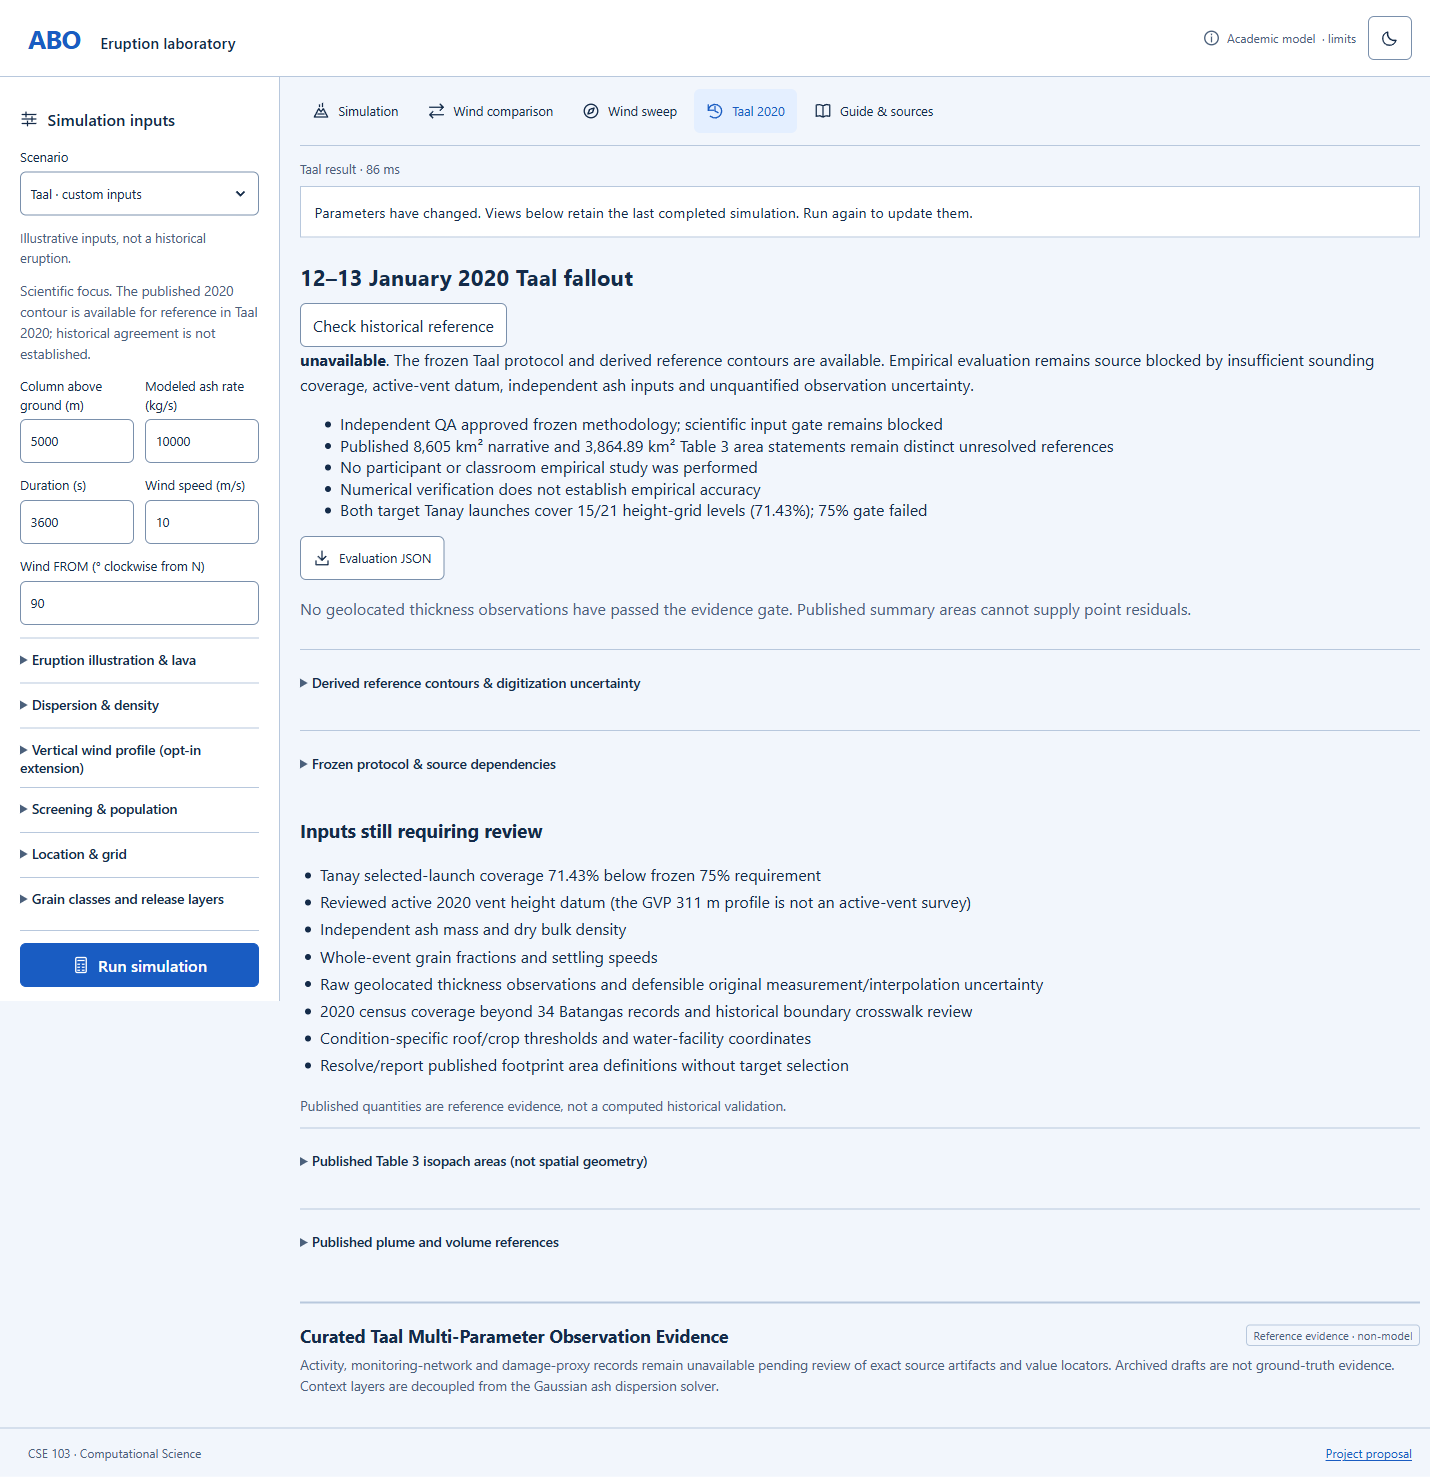 ABO Eruption laboratory
Academic model · limits
Simulation inputs
Scenario
Taal · custom inputs
Illustrative inputs, not a historical
eruption.
Scientific focus. The published 2020
contour is available for reference in Taal
2020; historical agreement is not
established.
Column above
ground (m)
Modeled ash rate
(kg/s)
5000
10000
Duration (s)
Wind speed (m/s)
3600
10
Wind FROM (° clockwise from N)
90
Eruption illustration & lava
Dispersion & density
Vertical wind profile (opt-in
extension)
Screening & population
Location & grid
Grain classes and release layers
Run simulation
Simulation
Wind comparison
Wind sweep
Taal 2020
Guide & sources
Taal result · 86 ms
Parameters have changed. Views below retain the last completed simulation. Run again to update them.
12–13 January 2020 Taal fallout
Check historical reference
unavailable. The frozen Taal protocol and derived reference contours are available. Empirical evaluation remains source blocked by insufficient sounding
coverage, active-vent datum, independent ash inputs and unquantified observation uncertainty.
Independent QA approved frozen methodology; scientific input gate remains blocked
Published 8,605 km² narrative and 3,864.89 km² Table 3 area statements remain distinct unresolved references
No participant or classroom empirical study was performed
Numerical verification does not establish empirical accuracy
Both target Tanay launches cover 15/21 height-grid levels (71.43%); 75% gate failed
Evaluation JSON
No geolocated thickness observations have passed the evidence gate. Published summary areas cannot supply point residuals.
Derived reference contours & digitization uncertainty
Frozen protocol & source dependencies
Inputs still requiring review
Tanay selected-launch coverage 71.43% below frozen 75% requirement
Reviewed active 2020 vent height datum (the GVP 311 m profile is not an active-vent survey)
Independent ash mass and dry bulk density
Whole-event grain fractions and settling speeds
Raw geolocated thickness observations and defensible original measurement/interpolation uncertainty
2020 census coverage beyond 34 Batangas records and historical boundary crosswalk review
Condition-specific roof/crop thresholds and water-facility coordinates
Resolve/report published footprint area definitions without target selection
Published quantities are reference evidence, not a computed historical validation.
Published Table 3 isopach areas (not spatial geometry)
Published plume and volume references
Curated Taal Multi-Parameter Observation Evidence
Reference evidence · non-model
Activity, monitoring-network and damage-proxy records remain unavailable pending review of exact source artifacts and value locators. Archived drafts are not ground-truth evidence.
Context layers are decoupled from the Gaussian ash dispersion solver.
CSE 103 · Computational Science
Project proposal